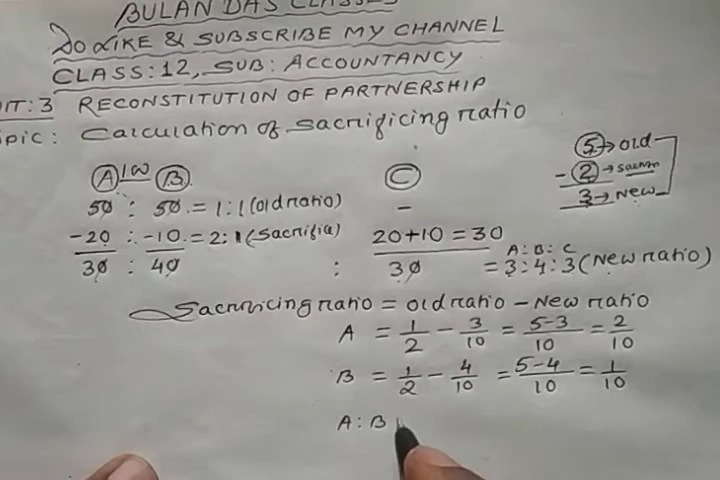 BULAN DAS CLASSES
DO LIKE & SUBSCRIBE MY CHANNEL
CLASS:12, SUB: ACCOUNTANCY
IT:3 RECONSTITUTION OF PARTNERSHIP
pic: Calculation of Sacrificing ratio
A 100 B C
5 → old
- 2 →
3 → New
50 : 50 = 1:1 (old ratio) -
-20 : -10 = 2:1 (Sacrifice) 20+10 = 30
A: B: C
30 : 40 : 30 = 3:4:3 (New ratio)
Sacrificing ratio = old ratio - New ratio
A = 1/2 - 3/10 = 5-3/10 = 2/10
B = 1/2 - 4/10 = 5-4/10 = 1/10
A:B